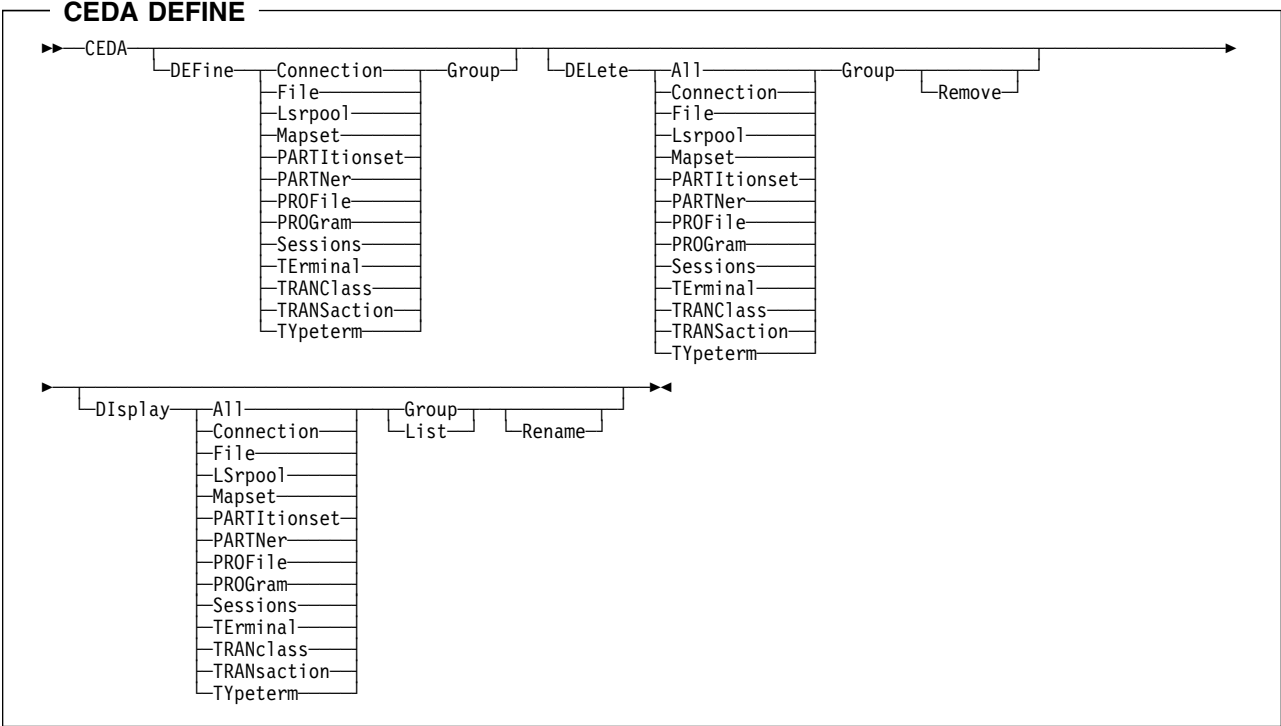 CEDA DEFINE
CEDA
DEFine Connection Group DELete All Group
File Connection Remove
Lsrpool File
Mapset Lsrpool
PARTItionset Mapset
PARTNer PARTItionset
PROFile PARTNer
PROGram PROFile
Sessions PROGram
TErminal Sessions
TRANClass TErminal
TRANSaction TRANClass
TYpeterm TRANSaction
TYpeterm
DIsplay All Group
Connection List Rename
File
LSrpool
Mapset
PARTItionset
PARTNer
PROFile
PROGram
Sessions
TErminal
TRANclass
TRANsaction
TYpeterm